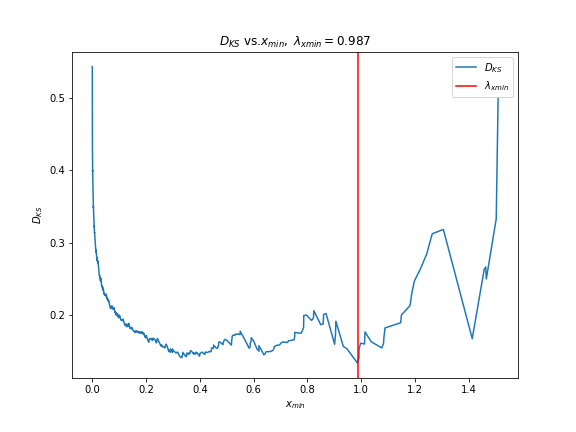 D_KS vs.x_min, λ_xmin = 0.987
D_KS
λ_xmin
0.5
0.4
0.3
0.2
D_KS
0.0 0.2 0.4 0.6 0.8 1.0 1.2 1.4
x_min